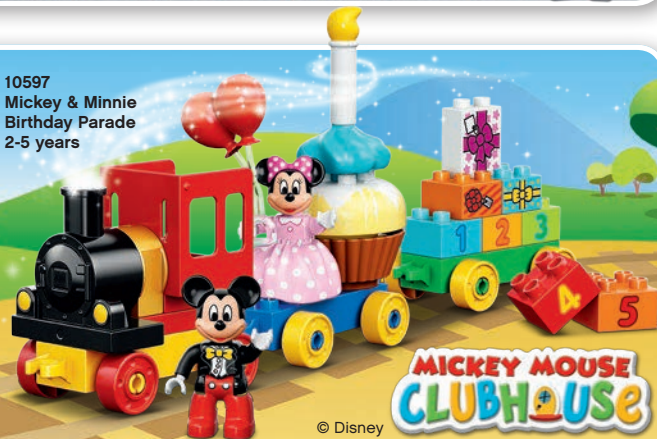 10597
Mickey & Minnie
Birthday Parade
2-5 years
1 2 3
4 5
MICKEY MOUSE
CLUBHOUSE
© Disney